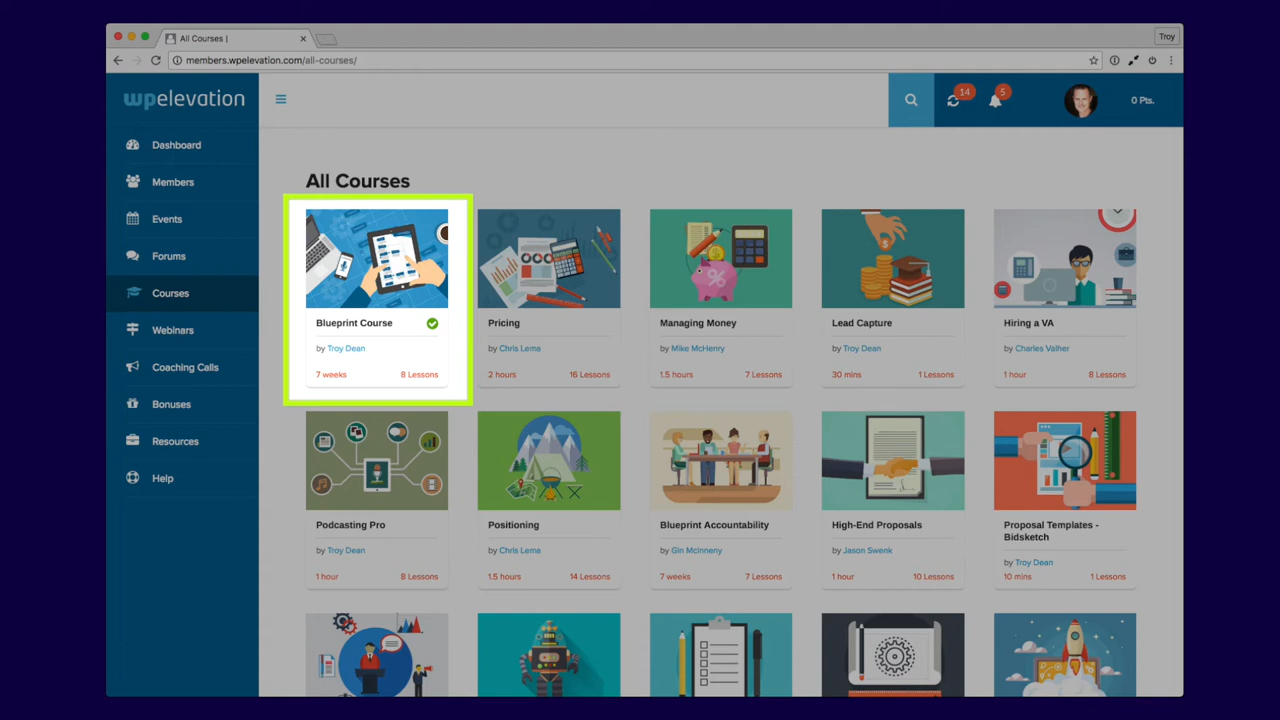 All Courses |
Troy
members.wpelevation.com/all-courses/
wpelevation
14
5
0 Pts.
Dashboard
Members
Events
Forums
Courses
Webinars
Coaching Calls
Bonuses
Resources
Help
All Courses
Blueprint Course
by Troy Dean
7 weeks
8 Lessons
Pricing
by Chris Lema
2 hours
16 Lessons
Managing Money
by Mike McHenry
1.5 hours
7 Lessons
Lead Capture
by Troy Dean
30 mins
1 Lessons
Hiring a VA
by Charles Valher
1 hour
8 Lessons
Podcasting Pro
by Troy Dean
1 hour
8 Lessons
Positioning
by Chris Lema
1.5 hours
14 Lessons
Blueprint Accountability
by Gin Mcinneny
7 weeks
7 Lessons
High-End Proposals
by Jason Swenk
1 hour
10 Lessons
Proposal Templates -
Bidsketch
by Troy Dean
10 mins
1 Lessons